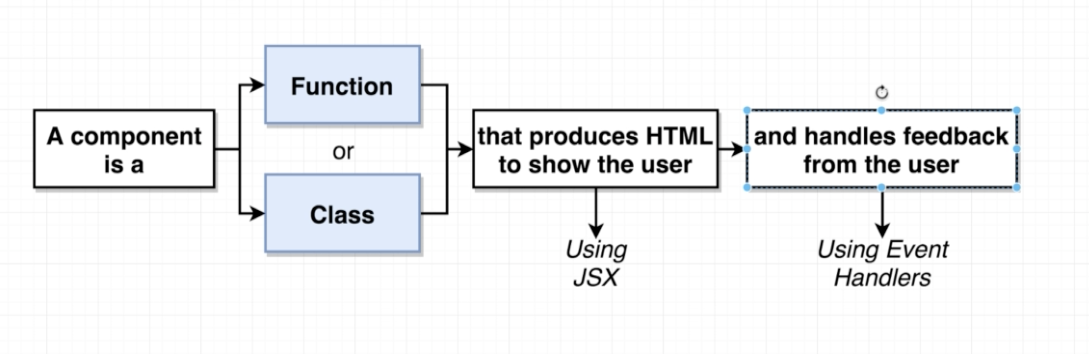 A component
is a
Function
or
Class
that produces HTML
to show the user
Using
JSX
and handles feedback
from the user
Using Event
Handlers